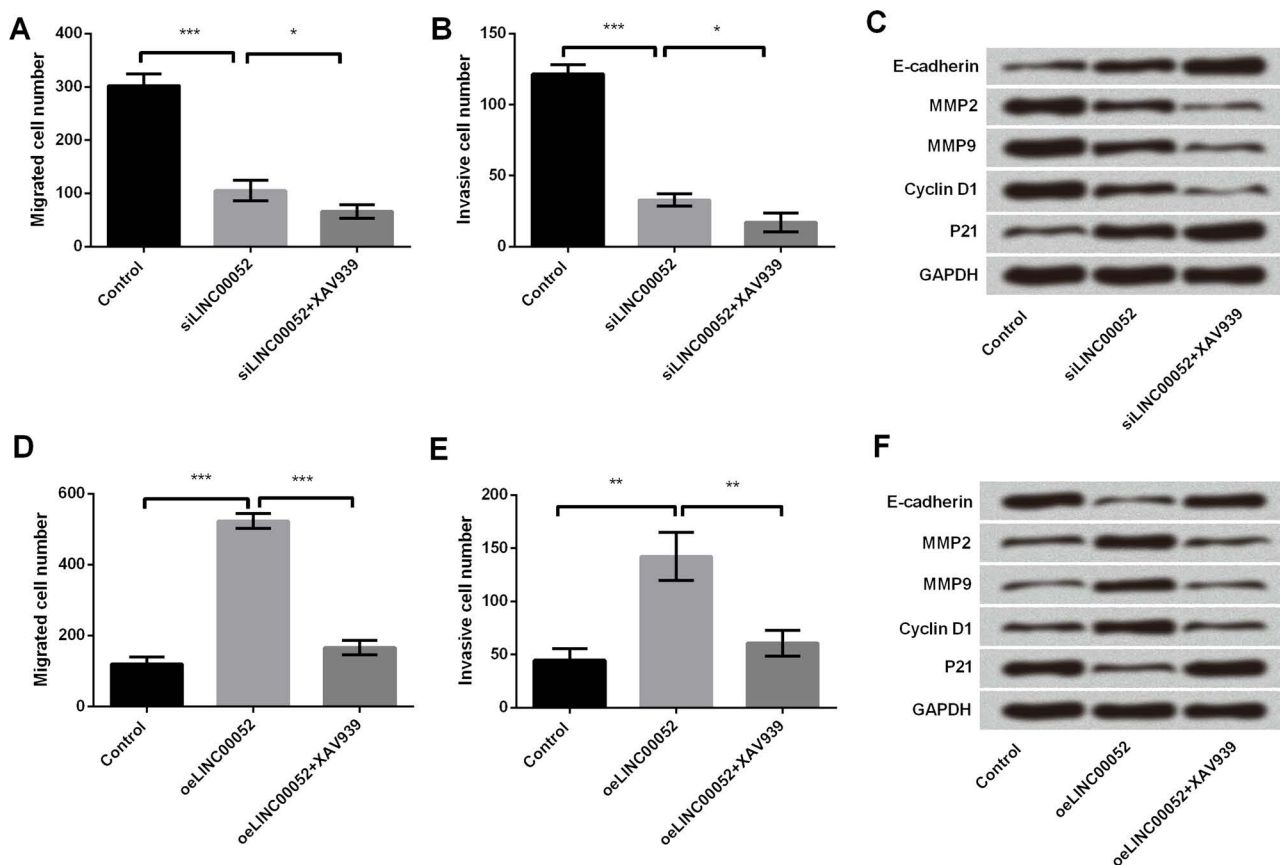 A
Migrated cell number
400
300
200
100
0
***
*
Control
siLINC00052
siLINC00052+XAV939
B
Invasive cell number
150
100
50
0
***
*
Control
siLINC00052
siLINC00052+XAV939
C
E-cadherin
MMP2
MMP9
Cyclin D1
P21
GAPDH
Control
siLINC00052
siLINC00052+XAV939
D
Migrated cell number
600
400
200
0
***
***
Control
oeLINC00052
oeLINC00052+XAV939
E
Invasive cell number
200
150
100
50
0
**
**
Control
oeLINC00052
oeLINC00052+XAV939
F
E-cadherin
MMP2
MMP9
Cyclin D1
P21
GAPDH
Control
oeLINC00052
oeLINC00052+XAV939